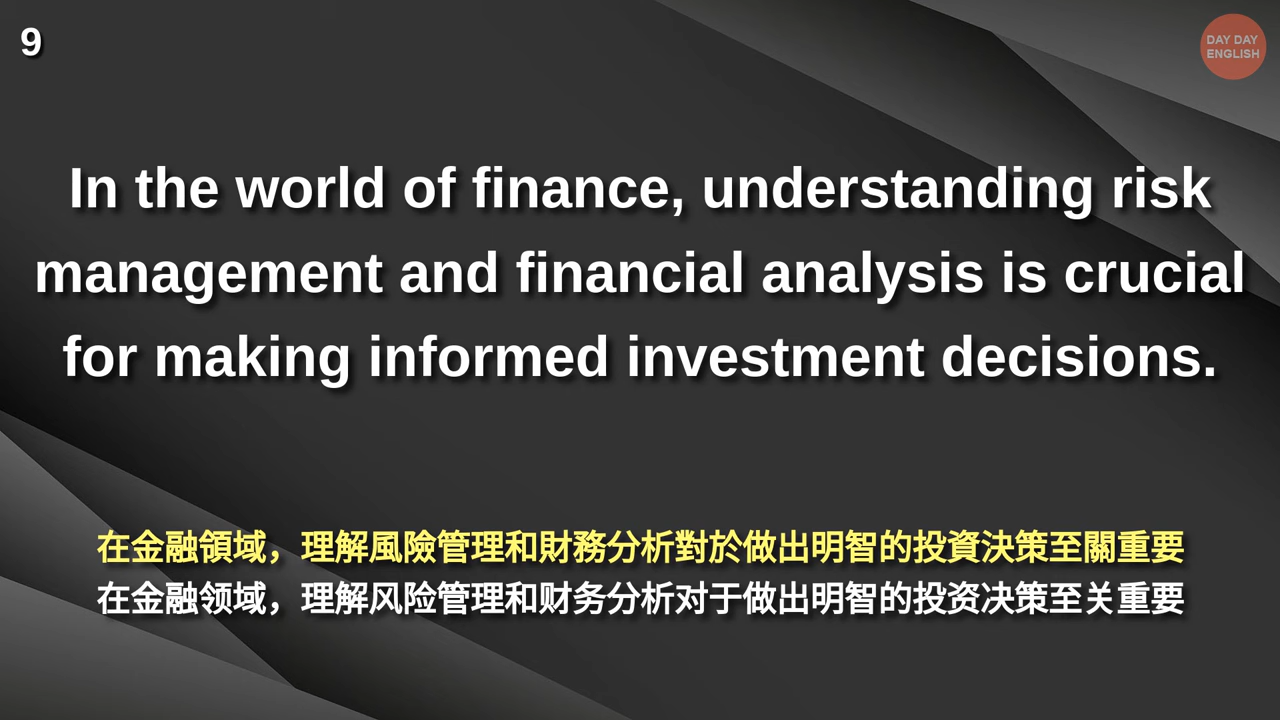 9
DAY DAY
ENGLISH
In the world of finance, understanding risk
management and financial analysis is crucial
for making informed investment decisions.
在金融領域，理解風險管理和財務分析對於做出明智的投資決策至關重要
在金融领域，理解风险管理和财务分析对于做出明智的投资决策至关重要